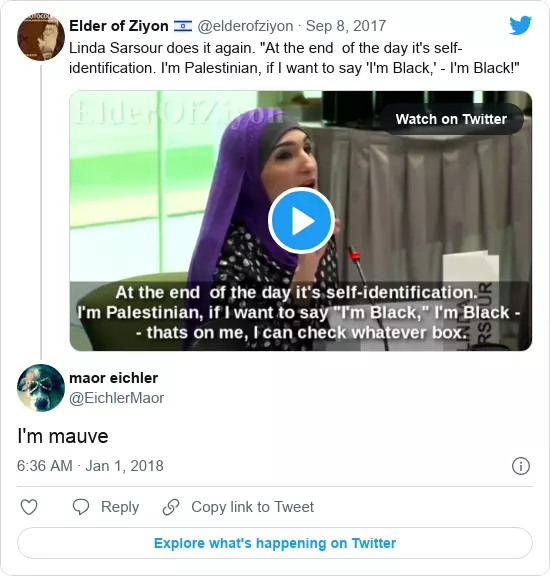 Elder of Ziyon 🇮🇱 @elderofziyon · Sep 8, 2017
Linda Sarsour does it again. "At the end  of the day it's self-
identification. I'm Palestinian, if I want to say 'I'm Black,' - I'm Black!"
Elder Of Ziyon
Watch on Twitter
At the end  of the day it's self-identification.
I'm Palestinian, if I want to say "I'm Black," I'm Black -
- thats on me, I can check whatever box.
maor eichler
@EichlerMaor
I'm mauve
6:36 AM · Jan 1, 2018
Reply
Copy link to Tweet
Explore what's happening on Twitter